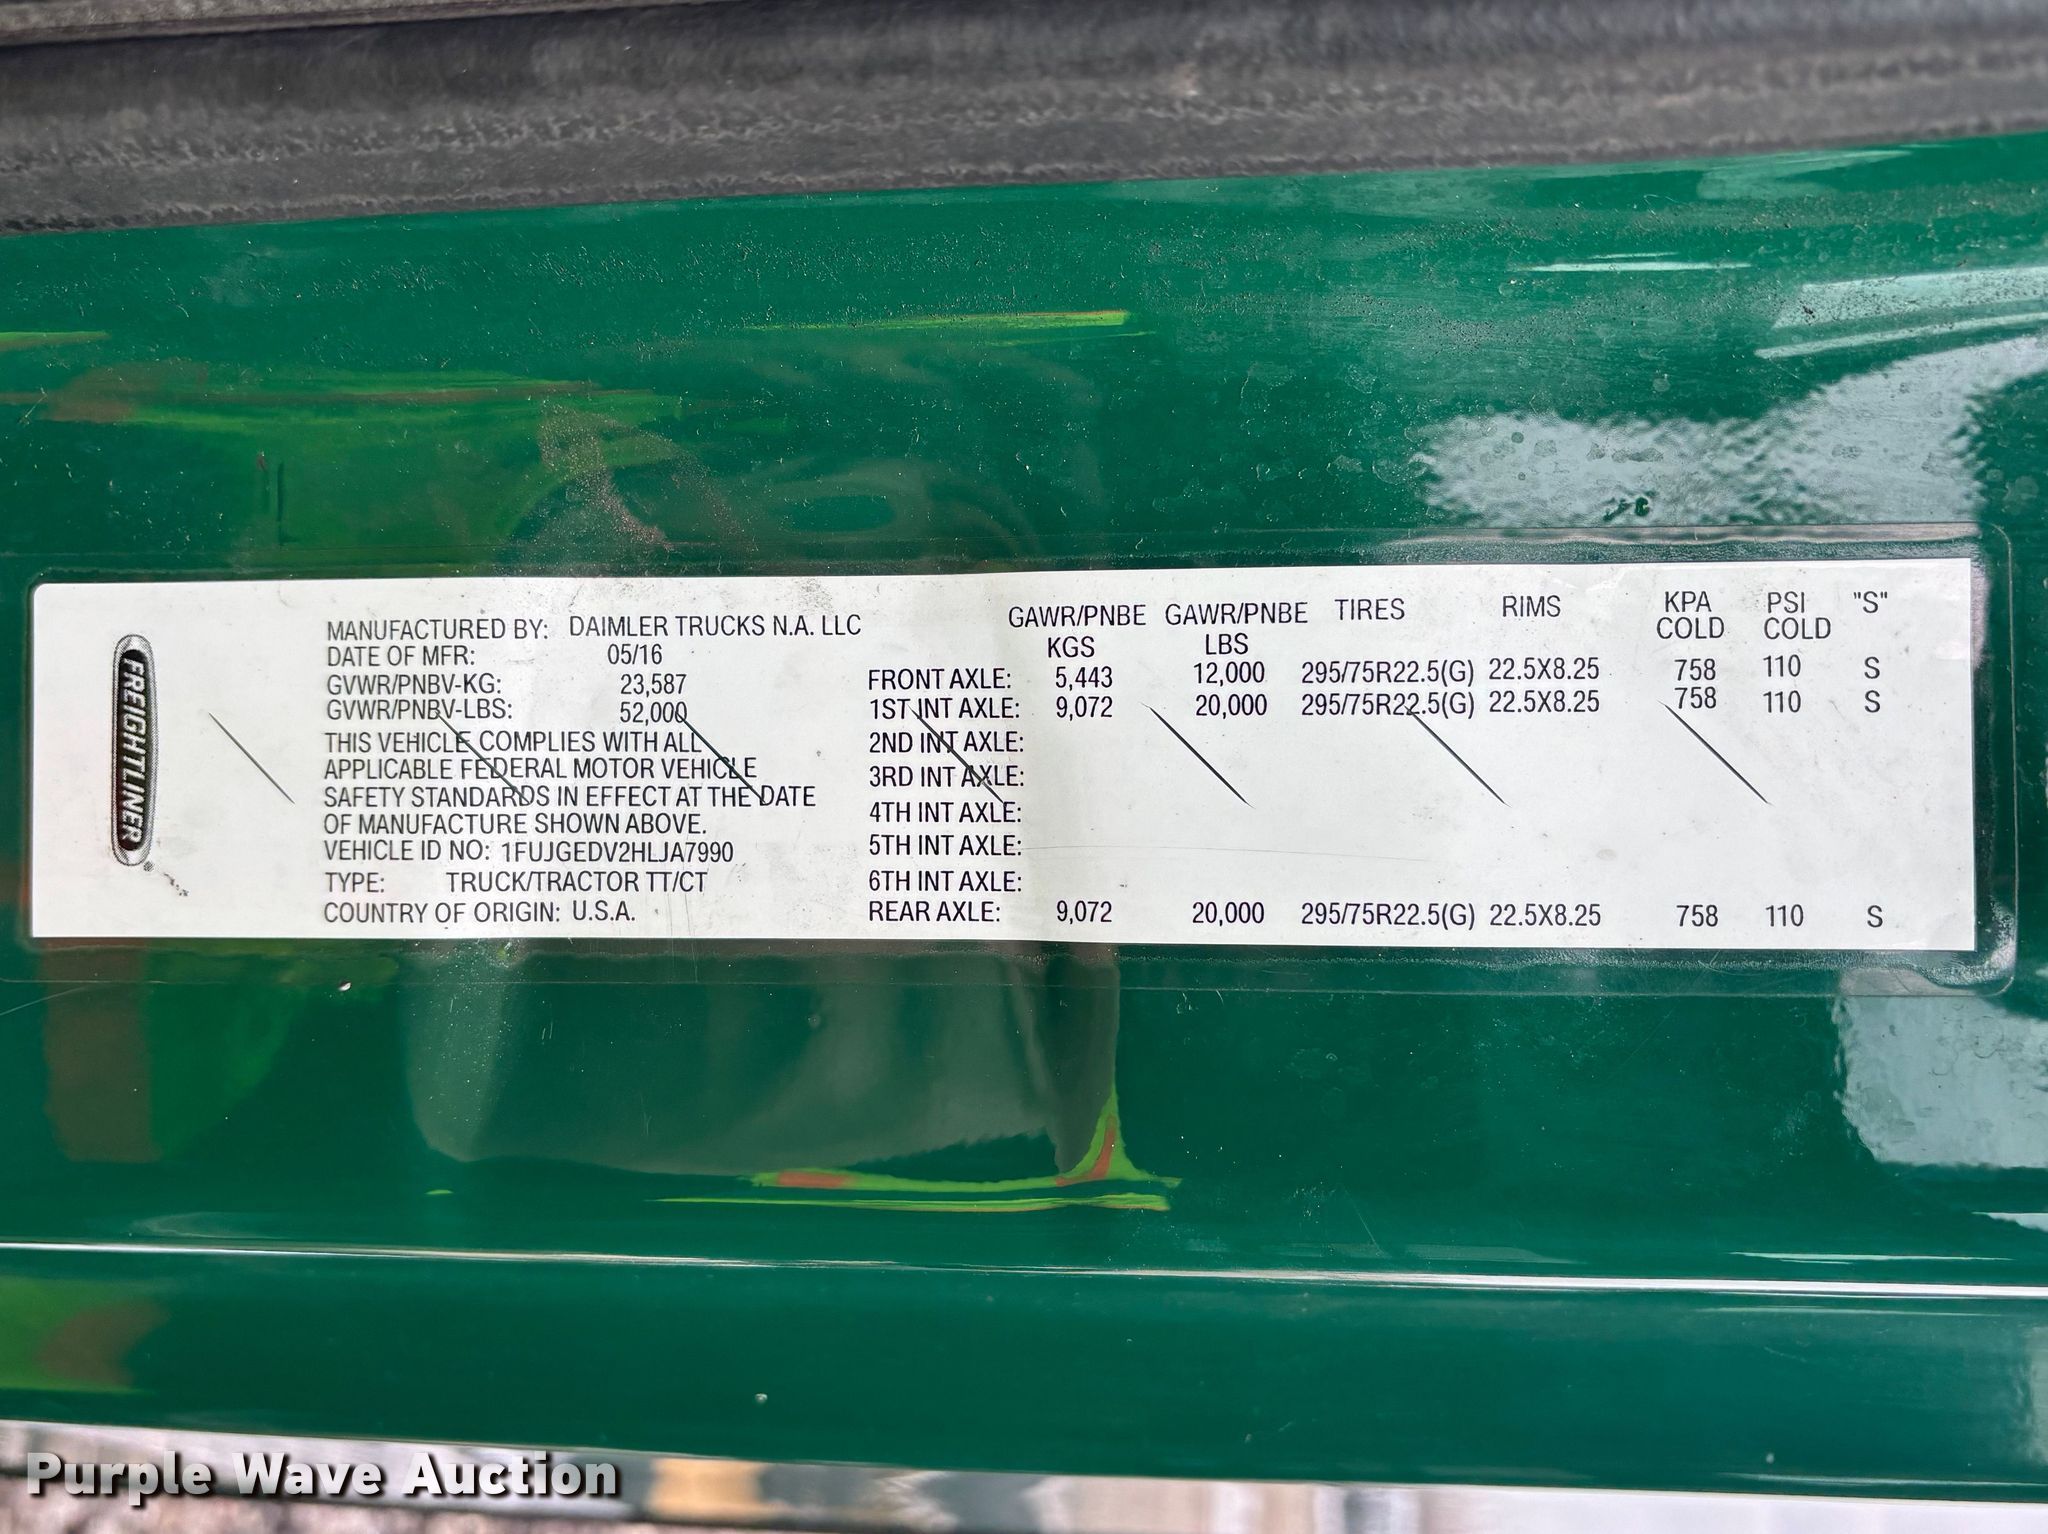 FREIGHTLINER
MANUFACTURED BY: DAIMLER TRUCKS N.A. LLC
DATE OF MFR: 05/16
GVWR/PNBV-KG: 23,587
GVWR/PNBV-LBS: 52,000
THIS VEHICLE COMPLIES WITH ALL
APPLICABLE FEDERAL MOTOR VEHICLE
SAFETY STANDARDS IN EFFECT AT THE DATE
OF MANUFACTURE SHOWN ABOVE.
VEHICLE ID NO: 1FUJGEDV2HLJA7990
TYPE: TRUCK/TRACTOR TT/CT
COUNTRY OF ORIGIN: U.S.A.
GAWR/PNBE GAWR/PNBE TIRES RIMS KPA PSI "S"
KGS LBS COLD COLD
FRONT AXLE: 5,443 12,000 295/75R22.5(G) 22.5X8.25 758 110 S
1ST INT AXLE: 9,072 20,000 295/75R22.5(G) 22.5X8.25 758 110 S
2ND INT AXLE:
3RD INT AXLE:
4TH INT AXLE:
5TH INT AXLE:
6TH INT AXLE:
REAR AXLE: 9,072 20,000 295/75R22.5(G) 22.5X8.25 758 110 S
Purple Wave Auction